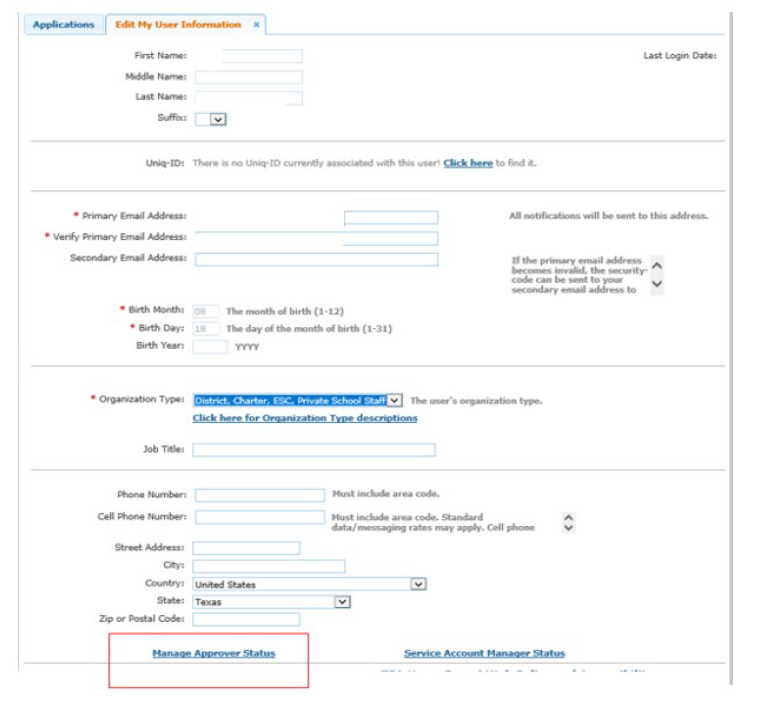 Applications Edit My User Information ×
First Name: Last Login Date:
Middle Name:
Last Name:
Suffix:
Uniq-ID: There is no Uniq-ID currently associated with this user! Click here to find it.
* Primary Email Address: All notifications will be sent to this address.
* Verify Primary Email Address:
Secondary Email Address: If the primary email address
becomes invalid, the security-
code can be sent to your
secondary email address to
* Birth Month: 08 The month of birth (1-12)
* Birth Day: 18 The day of the month of birth (1-31)
Birth Year: YYYY
* Organization Type: District, Charter, ESC, Private School Staff The user's organization type.
Click here for Organization Type descriptions
Job Title:
Phone Number: Must include area code.
Cell Phone Number: Must include area code. Standard
data/messaging rates may apply. Cell phone
Street Address:
City:
Country: United States
State: Texas
Zip or Postal Code:
Manage Approver Status Service Account Manager Status